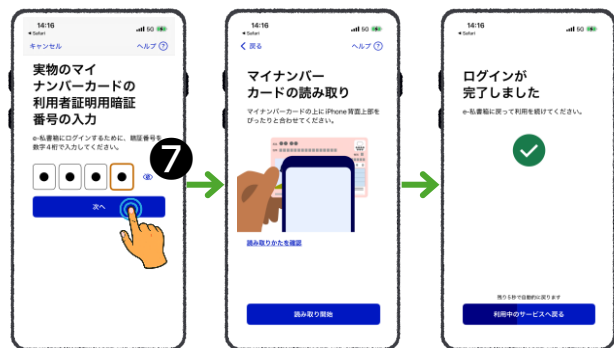 14:16
Safari
5G
キャンセル
ヘルプ
実物のマイ
ナンバーカードの
利用者証明用暗証
番号の入力
e-私書箱にログインするために、暗証番号を
数字4桁で入力してください。
次へ
7
14:16
Safari
5G
戻る
ヘルプ
マイナンバー
カードの読み取り
マイナンバーカードの上にiPhone背面上部を
ぴったりと合わせてください。
読み取りかたを確認
読み取り開始
14:16
Safari
5G
ログインが
完了しました
e-私書箱に戻って利用を続けてください。
残り5秒で自動的に戻ります
利用中のサービスへ戻る